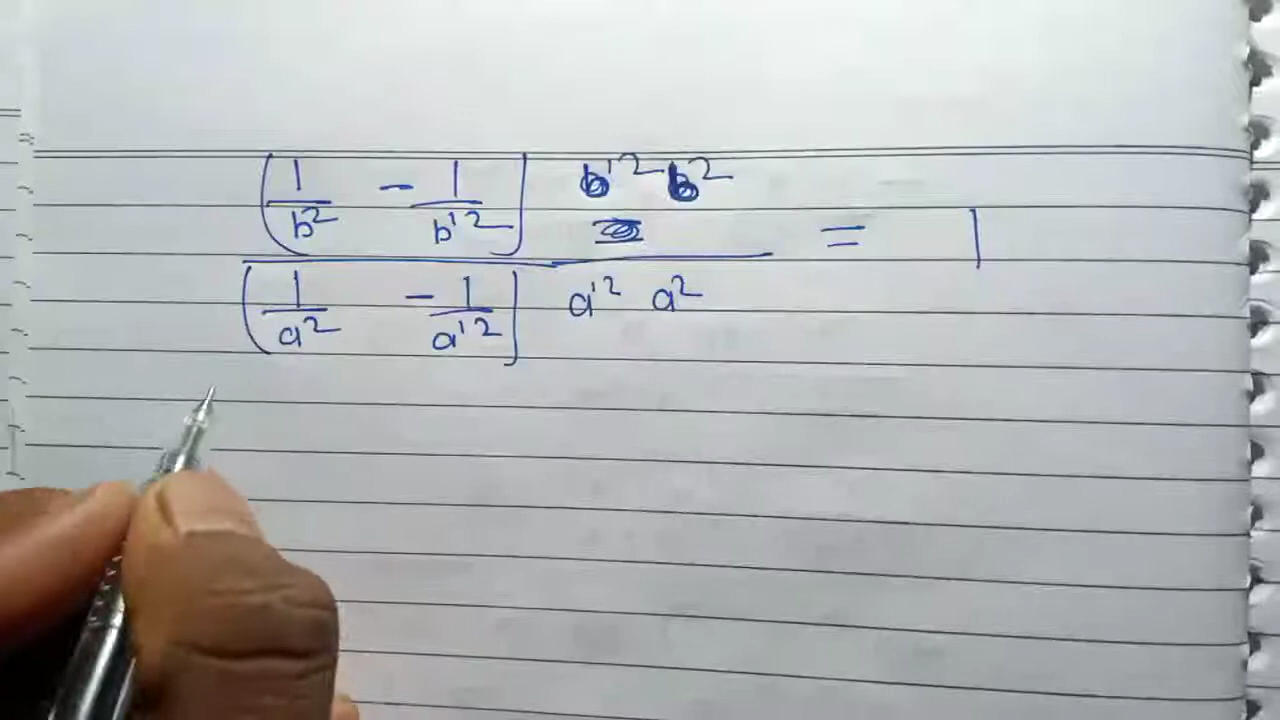 (1/b² - 1/b'²) b'² b² / (1/a² - 1/a'²) a'² a² = 1